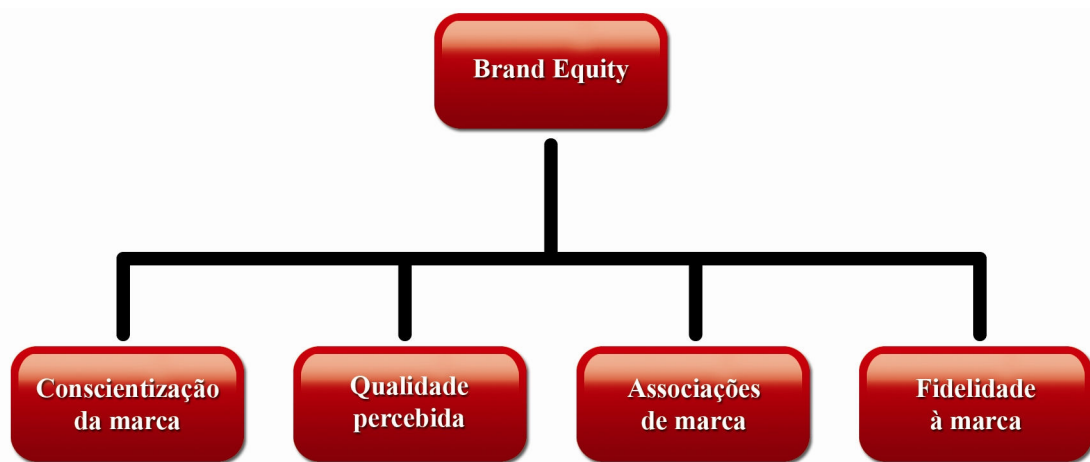 Brand Equity
Conscientização
da marca
Qualidade
percebida
Associações
de marca
Fidelidade
à marca